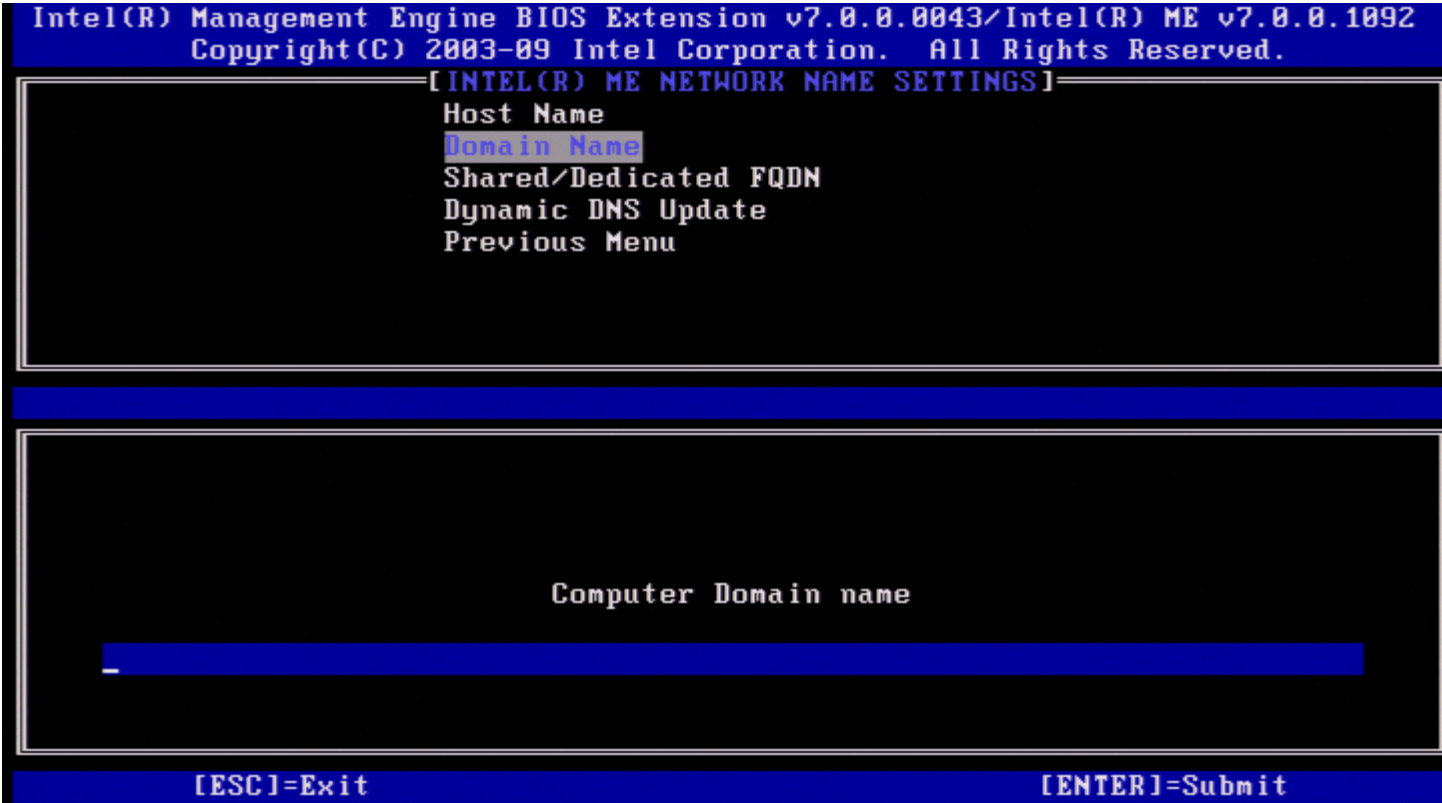 Intel(R) Management Engine BIOS Extension v7.0.0.0043/Intel(R) ME v7.0.0.1092
Copyright(C) 2003-09 Intel Corporation.  All Rights Reserved.
[INTEL(R) ME NETWORK NAME SETTINGS]
Host Name
Domain Name
Shared/Dedicated FQDN
Dynamic DNS Update
Previous Menu
Computer Domain name
_
[ESC]=Exit [ENTER]=Submit